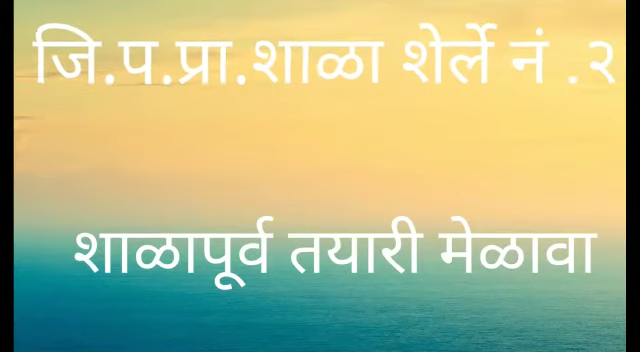 जि.प.प्रा.शाळा शेर्ले नं .२
शाळापूर्व तयारी मेळावा